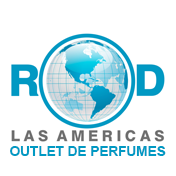 R D
LAS AMERICAS
OUTLET DE PERFUMES